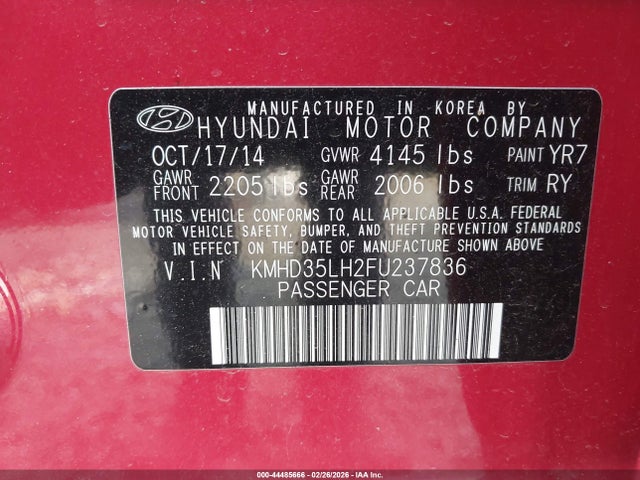 MANUFACTURED IN KOREA BY
HYUNDAI MOTOR COMPANY
OCT/17/14 GVWR 4145 lbs PAINT YR7
GAWR FRONT 2205 lbs GAWR REAR 2006 lbs TRIM RY
THIS VEHICLE CONFORMS TO ALL APPLICABLE U.S.A. FEDERAL
MOTOR VEHICLE SAFETY, BUMPER, AND THEFT PREVENTION
STANDARDS IN EFFECT ON THE DATE OF MANUFACTURE SHOWN ABOVE
V.I.N KMHD35LH2FU237836
PASSENGER CAR
000-44485666 - 02/26/2026 - IAA Inc.